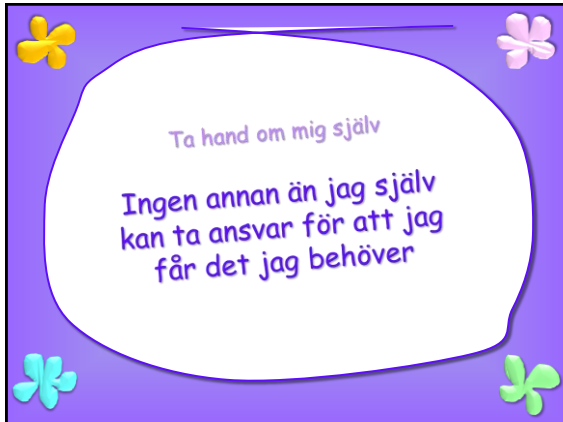 Ta hand om mig själv
Ingen annan än jag själv
kan ta ansvar för att jag
får det jag behöver